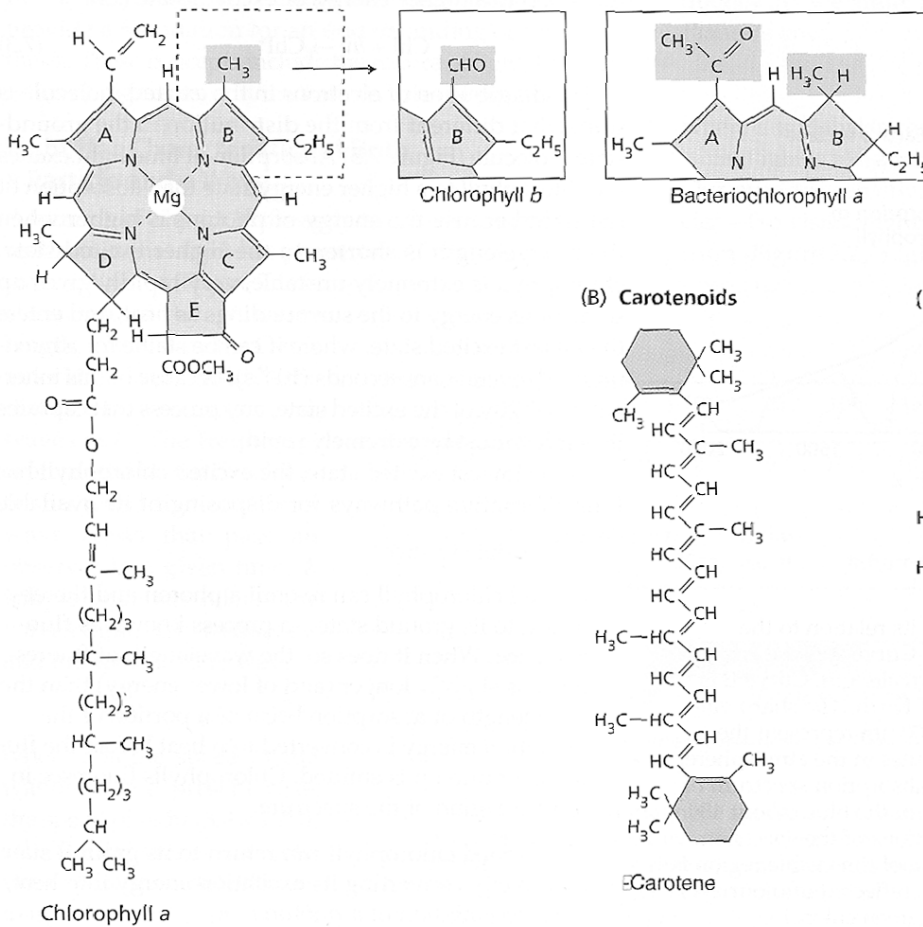 H
CH2
H
CH3
A
B
H3C
C2H5
N
N
H
Mg
H
H3C
N
N
D
C
CH3
H
E
H
H
CH2
O
CH2
COOCH3
O=C
O
CH2
CH
C—CH3
(CH2)3
HC—CH3
(CH2)3
HC—CH3
(CH2)3
CH
CH3 CH3
Chlorophyll a
CHO
B
C2H5
Chlorophyll b
CH3
O
C
H
H3C
H
A
B
H
H3C
N
N
C2H5
Bacteriochlorophyll a
(B) Carotenoids
CH3
CH3
CH3
CH
HC
C—CH3
HC
CH
HC
C—CH3
HC
CH
HC
CH
H3C—HC
CH
HC
CH
H3C—HC
CH
HC
CH3
H3C
H3C
-Carotene
(
H
H